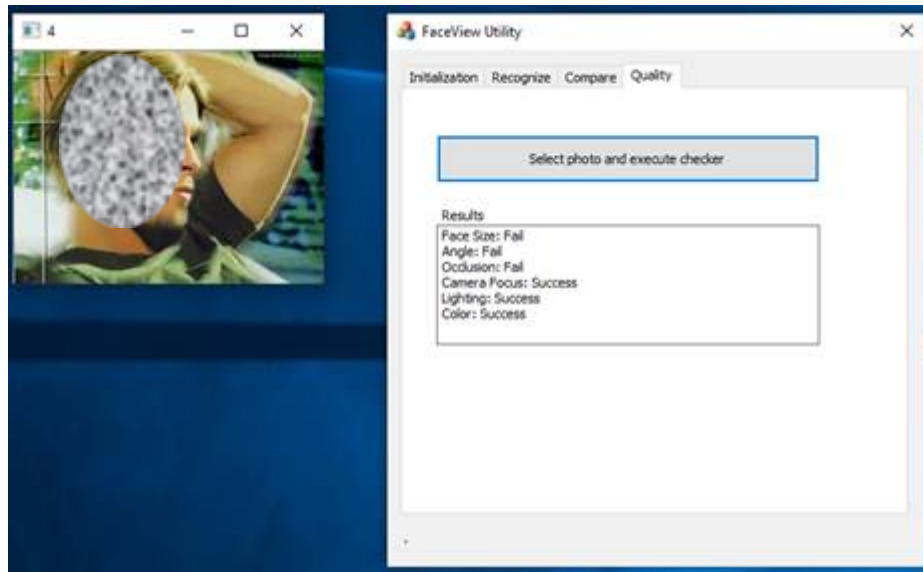 4
FaceView Utility
Initialization Recognize Compare Quality
Select photo and execute checker
Results
Face Size: Fail
Angle: Fail
Occlusion: Fail
Camera Focus: Success
Lighting: Success
Color: Success